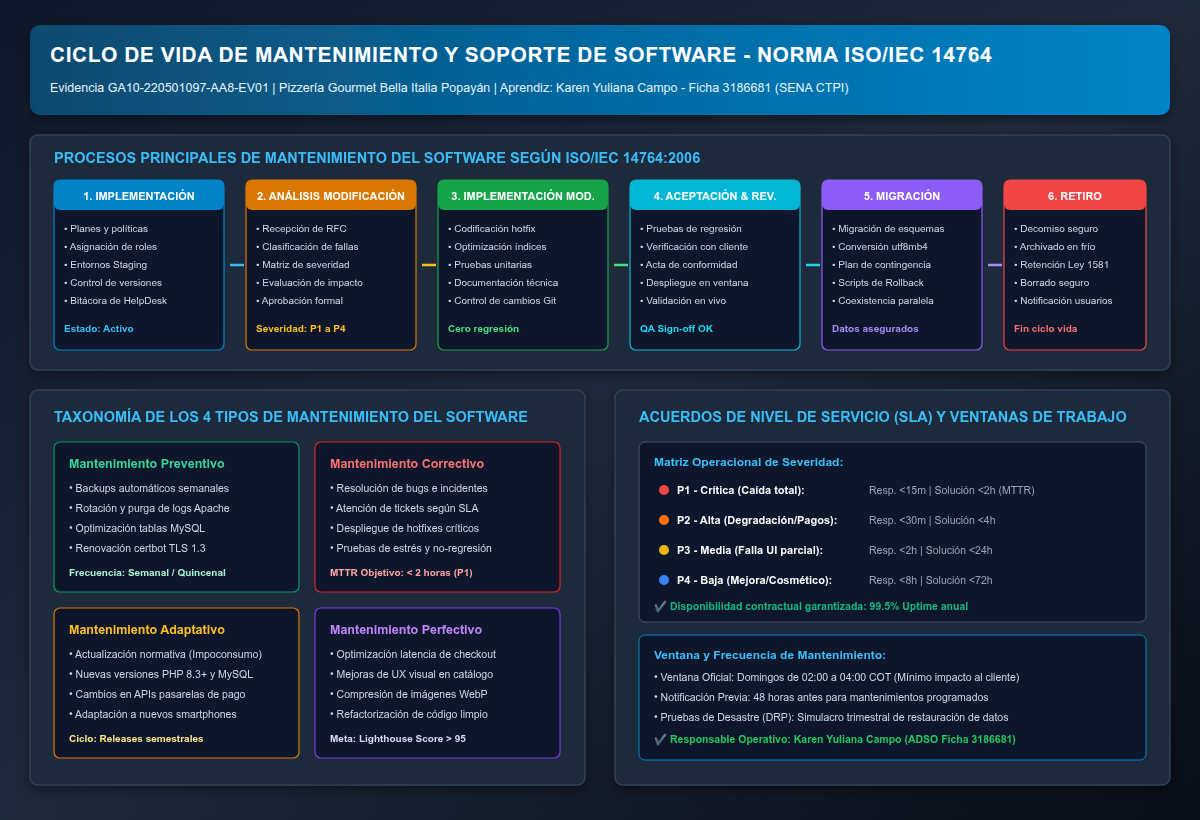 CICLO DE VIDA DE MANTENIMIENTO Y SOPORTE DE SOFTWARE - NORMA ISO/IEC 14764
Evidencia GA10-220501097-AA8-EV01 | Pizzería Gourmet Bella Italia Popayán | Aprendiz: Karen Yuliana Campo - Ficha 3186681 (SENA CTPI)
PROCESOS PRINCIPALES DE MANTENIMIENTO DEL SOFTWARE SEGÚN ISO/IEC 14764:2006
1. IMPLEMENTACIÓN
• Planes y políticas
• Asignación de roles
• Entornos Staging
• Control de versiones
• Bitácora de HelpDesk
Estado: Activo
2. ANÁLISIS MODIFICACIÓN
• Recepción de RFC
• Clasificación de fallas
• Matriz de severidad
• Evaluación de impacto
• Aprobación formal
Severidad: P1 a P4
3. IMPLEMENTACIÓN MOD.
• Codificación hotfix
• Optimización índices
• Pruebas unitarias
• Documentación técnica
• Control de cambios Git
Cero regresión
4. ACEPTACIÓN & REV.
• Pruebas de regresión
• Verificación con cliente
• Acta de conformidad
• Despliegue en ventana
• Validación en vivo
QA Sign-off OK
5. MIGRACIÓN
• Migración de esquemas
• Conversión utf8mb4
• Plan de contingencia
• Scripts de Rollback
• Coexistencia paralela
Datos asegurados
6. RETIRO
• Decomiso seguro
• Archivado en frío
• Retención Ley 1581
• Borrado seguro
• Notificación usuarios
Fin ciclo vida
TAXONOMÍA DE LOS 4 TIPOS DE MANTENIMIENTO DEL SOFTWARE
Mantenimiento Preventivo
• Backups automáticos semanales
• Rotación y purga de logs Apache
• Optimización tablas MySQL
• Renovación certbot TLS 1.3
Frecuencia: Semanal / Quincenal
Mantenimiento Correctivo
• Resolución de bugs e incidentes
• Atención de tickets según SLA
• Despliegue de hotfixes críticos
• Pruebas de estrés y no-regresión
MTTR Objetivo: < 2 horas (P1)
Mantenimiento Adaptativo
• Actualización normativa (Impoconsumo)
• Nuevas versiones PHP 8.3+ y MySQL
• Cambios en APIs pasarelas de pago
• Adaptación a nuevos smartphones
Ciclo: Releases semestrales
Mantenimiento Perfectivo
• Optimización latencia de checkout
• Mejoras de UX visual en catálogo
• Compresión de imágenes WebP
• Refactorización de código limpio
Meta: Lighthouse Score > 95
ACUERDOS DE NIVEL DE SERVICIO (SLA) Y VENTANAS DE TRABAJO
Matriz Operacional de Severidad:
P1 - Crítica (Caída total): Resp. <15m | Solución <2h (MTTR)
P2 - Alta (Degradación/Pagos): Resp. <30m | Solución <4h
P3 - Media (Falla UI parcial): Resp. <2h | Solución <24h
P4 - Baja (Mejora/Cosmético): Resp. <8h | Solución <72h
✔ Disponibilidad contractual garantizada: 99.5% Uptime anual
Ventana y Frecuencia de Mantenimiento:
• Ventana Oficial: Domingos de 02:00 a 04:00 COT (Mínimo impacto al cliente)
• Notificación Previa: 48 horas antes para mantenimientos programados
• Pruebas de Desastre (DRP): Simulacro trimestral de restauración de datos
✔ Responsable Operativo: Karen Yuliana Campo (ADSO Ficha 3186681)